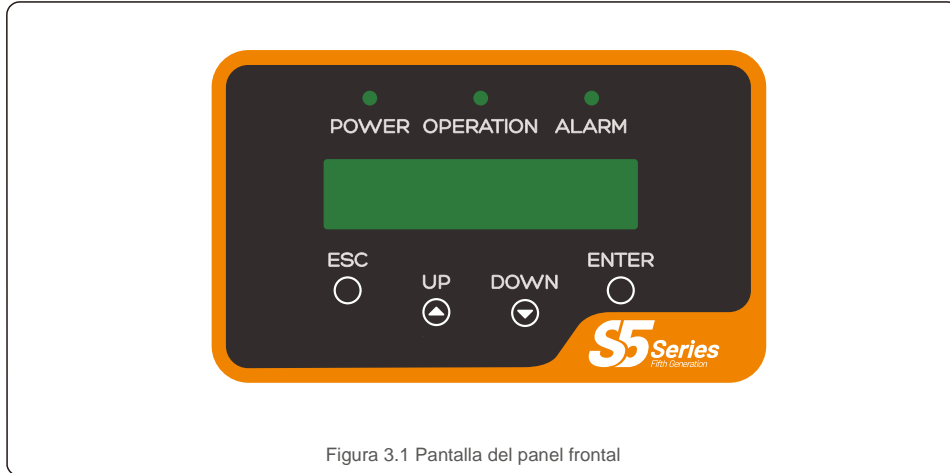 POWER OPERATION ALARM
ESC
UP
DOWN
ENTER
S5 Series
Fifth Generation
Figura 3.1 Pantalla del panel frontal